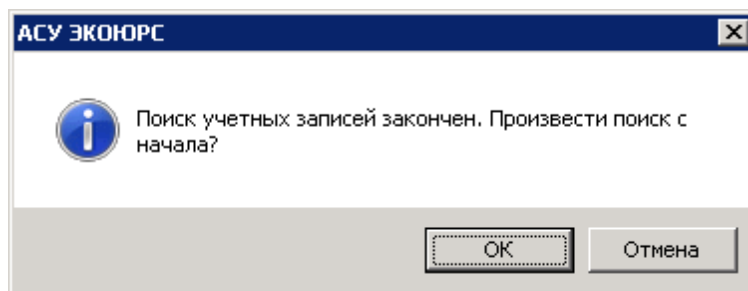 АСУ ЭКОЮРС
Поиск учетных записей закончен. Произвести поиск с
начала?
ОК
Отмена